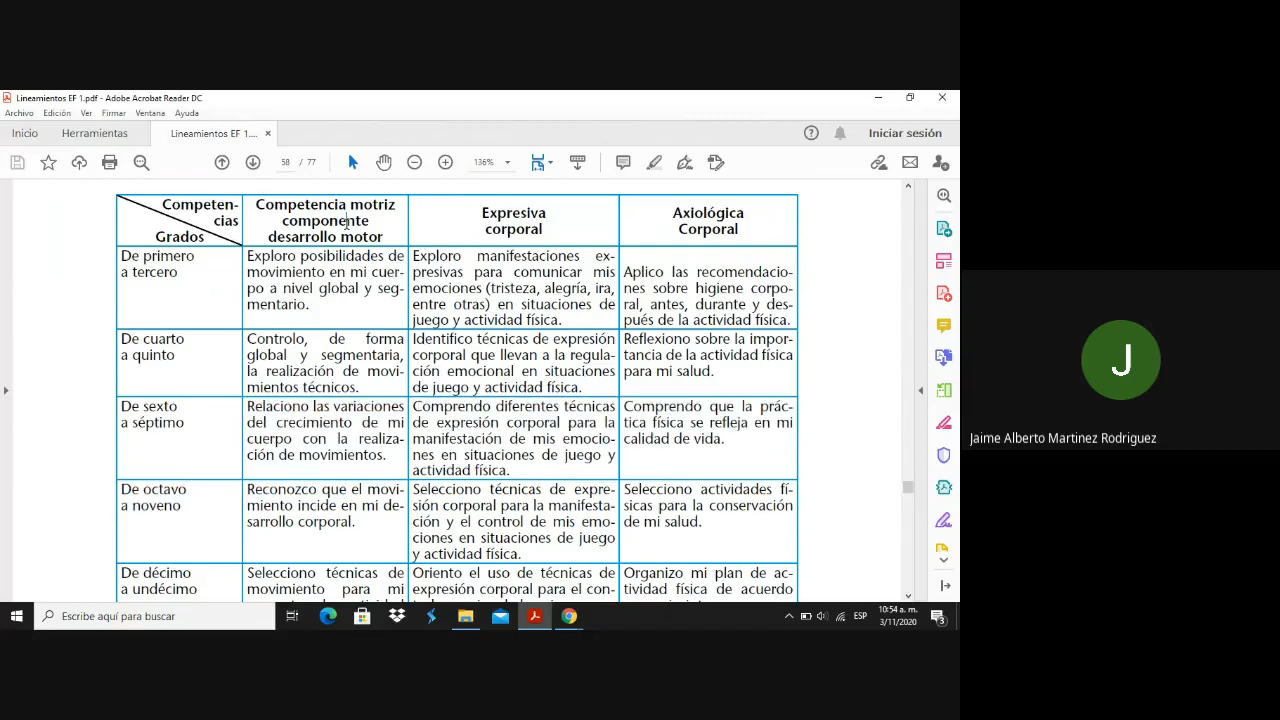 Lineamientos EF 1.pdf - Adobe Acrobat Reader DC
Archivo Edición Ver Firmar Ventana Ayuda
Inicio Herramientas Lineamientos EF 1.... × Iniciar sesión
58 / 77 136%
Competen-
cias
Grados
Competencia motriz
componente
desarrollo motor
Expresiva
corporal
Axiológica
Corporal
De primero
a tercero
Exploro posibilidades de
movimiento en mi cuer-
po a nivel global y seg-
mentario.
Exploro manifestaciones ex-
presivas para comunicar mis
emociones (tristeza, alegría, ira,
entre otras) en situaciones de
juego y actividad física.
Aplico las recomendacio-
nes sobre higiene corpo-
ral, antes, durante y des-
pués de la actividad física.
De cuarto
a quinto
Controlo, de forma
global y segmentaria,
la realización de movi-
mientos técnicos.
Identifico técnicas de expresión
corporal que llevan a la regula-
ción emocional en situaciones
de juego y actividad física.
Reflexiono sobre la impor-
tancia de la actividad física
para mi salud.
De sexto
a séptimo
Relaciono las variaciones
del crecimiento de mi
cuerpo con la realiza-
ción de movimientos.
Comprendo diferentes técnicas
de expresión corporal para la
manifestación de mis emocio-
nes en situaciones de juego y
actividad física.
Comprendo que la prác-
tica física se refleja en mi
calidad de vida.
De octavo
a noveno
Reconozco que el movi-
miento incide en mi de-
sarrollo corporal.
Selecciono técnicas de expre-
sión corporal para la manifesta-
ción y el control de mis emo-
ciones en situaciones de juego
y actividad física.
Selecciono actividades fí-
sicas para la conservación
de mi salud.
De décimo
a undécimo
Selecciono técnicas de
movimiento para mi
Oriento el uso de técnicas de
expresión corporal para el con-
Organizo mi plan de ac-
tividad física de acuerdo
Escribe aquí para buscar
ESP
10:54 a. m.
3/11/2020
3
J
Jaime Alberto Martinez Rodriguez